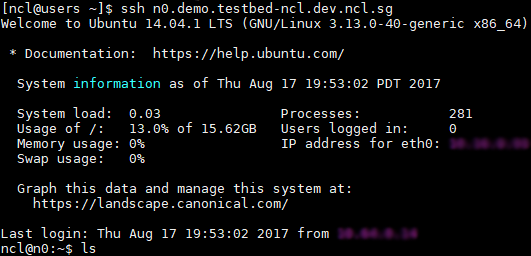 [ncl@users ~]$ ssh n0.demo.testbed-ncl.dev.ncl.sg
Welcome to Ubuntu 14.04.1 LTS (GNU/Linux 3.13.0-40-generic x86_64)
* Documentation:  https://help.ubuntu.com/
System information as of Thu Aug 17 19:53:02 PDT 2017
System load:  0.03              Processes:           281
Usage of /:   13.0% of 15.62GB   Users logged in:     0
Memory usage: 0%                IP address for eth0:
Swap usage:   0%
Graph this data and manage this system at:
https://landscape.canonical.com/
Last login: Thu Aug 17 19:53:02 2017 from
ncl@n0:~$ ls